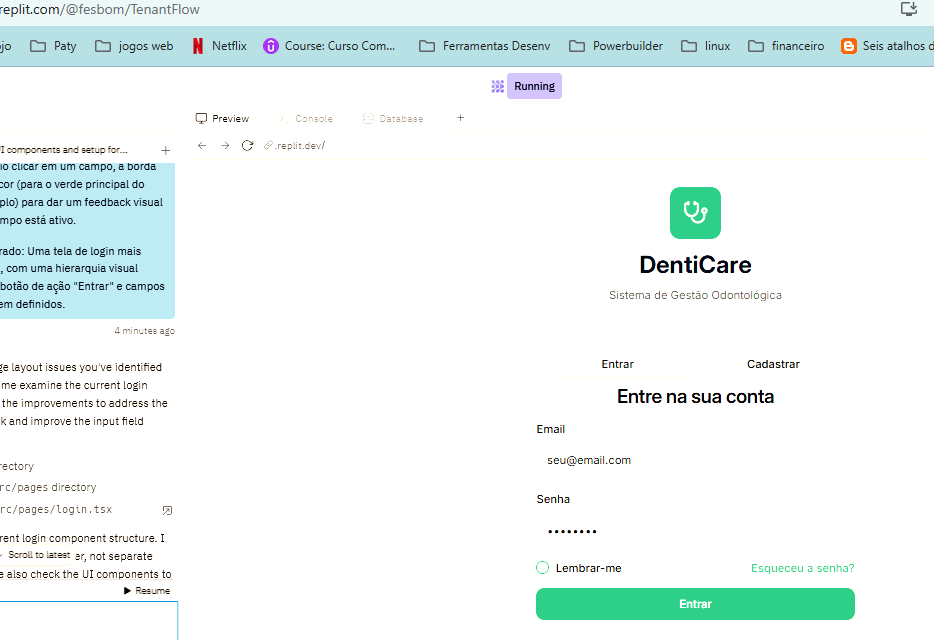 replit.com/@fesbom/TenantFlow
ojo Paty jogos web Netflix Course: Curso Com... Ferramentas Desenv Powerbuilder linux financeiro Seis atalhos d
Running
Preview Console Database +
I components and setup for... +
.replit.dev/
io clicar em um campo, a borda
cor (para o verde principal do
plo) para dar um feedback visual
mpo está ativo.
rado: Uma tela de login mais
, com uma hierarquia visual
botão de ação "Entrar" e campos
em definidos.
4 minutes ago
ge layout issues you've identified
me examine the current login
the improvements to address the
k and improve the input field
rectory
rc/pages directory
rc/pages/login.tsx
rent login component structure. I
Scroll to latest er, not separate
e also check the UI components to
Resume
DentiCare
Sistema de Gestão Odontológica
Entrar Cadastrar
Entre na sua conta
Email
seu@email.com
Senha
••••••••
Lembrar-me Esqueceu a senha?
Entrar